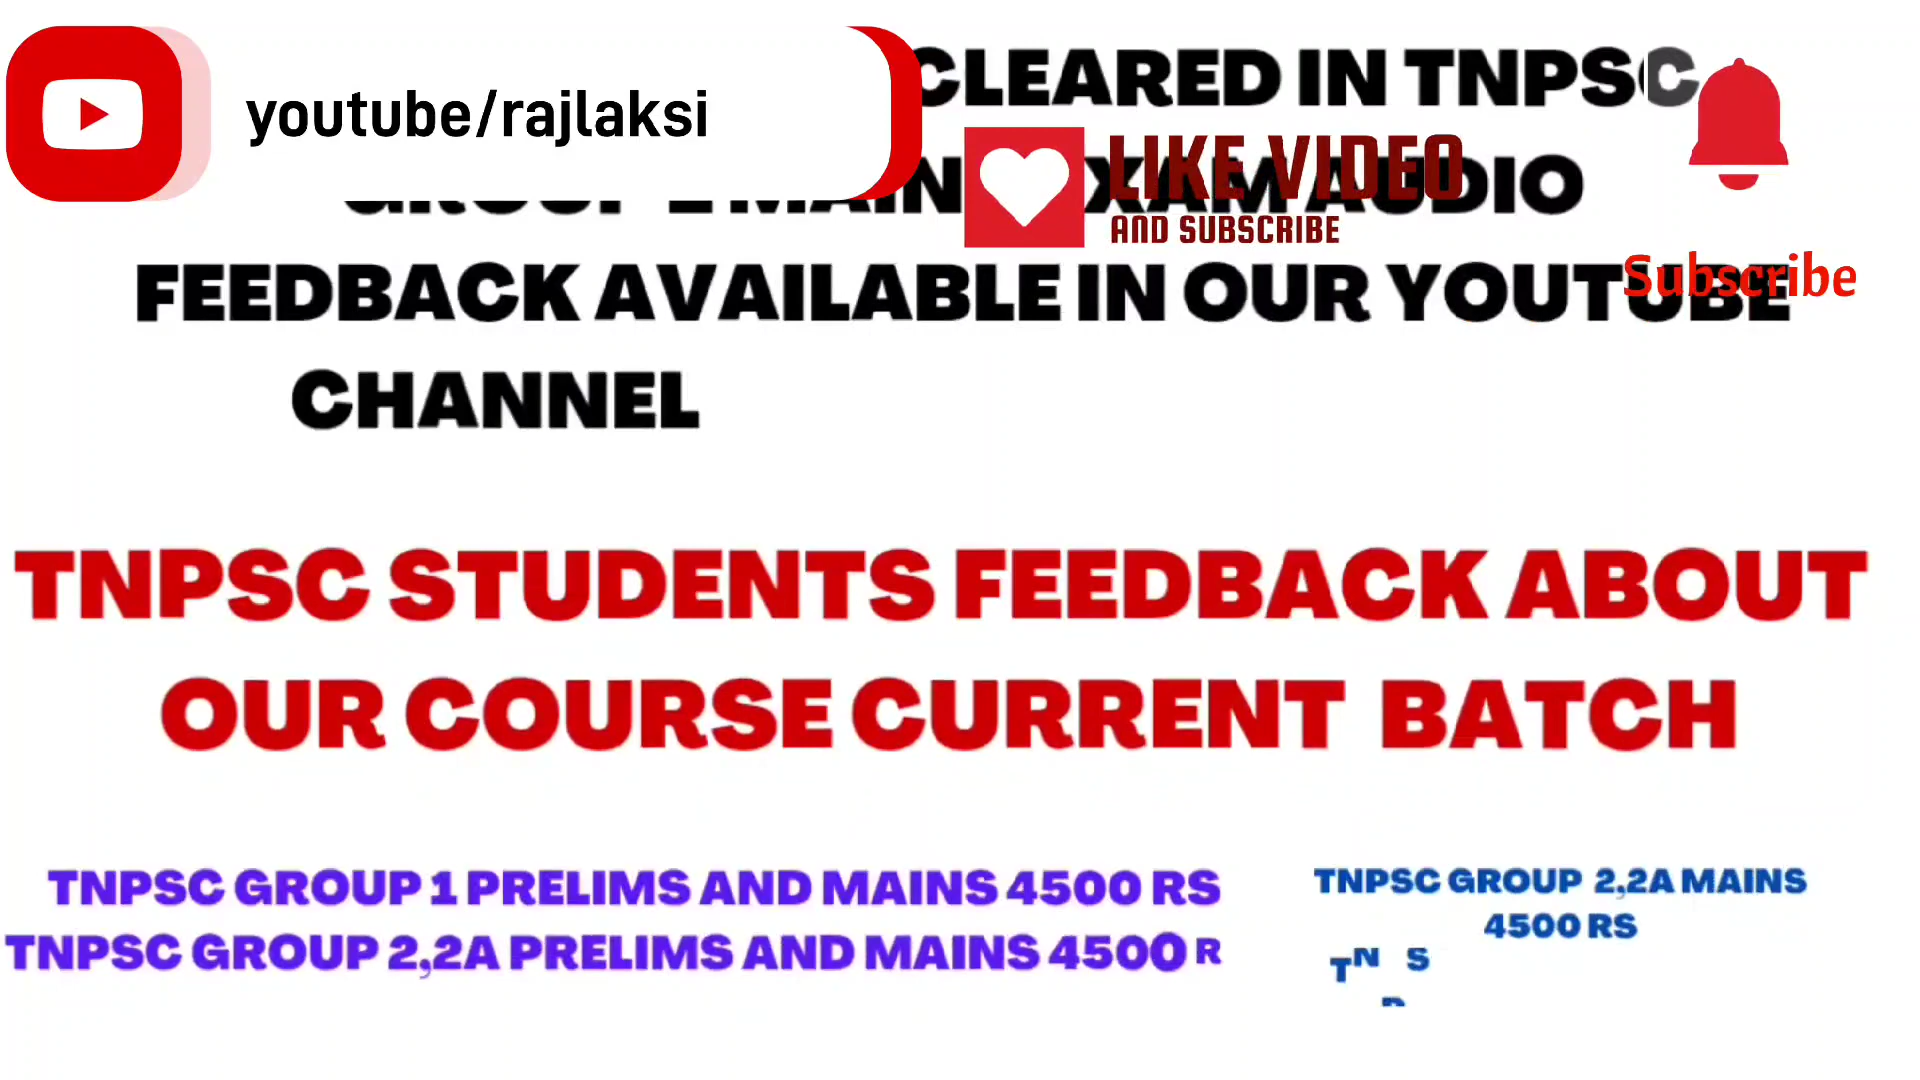 youtube/rajlaksi
CLEARED IN TNPSC
LIKE VIDEO
AUDIO
AND SUBSCRIBE
Subscribe
FEEDBACK AVAILABLE IN OUR YOUTUBE
CHANNEL
TNPSC STUDENTS FEEDBACK ABOUT
OUR COURSE CURRENT BATCH
TNPSC GROUP 1 PRELIMS AND MAINS 4500 RS
TNPSC GROUP 2,2A PRELIMS AND MAINS 4500 R
TNPSC GROUP 2,2A MAINS
4500 RS